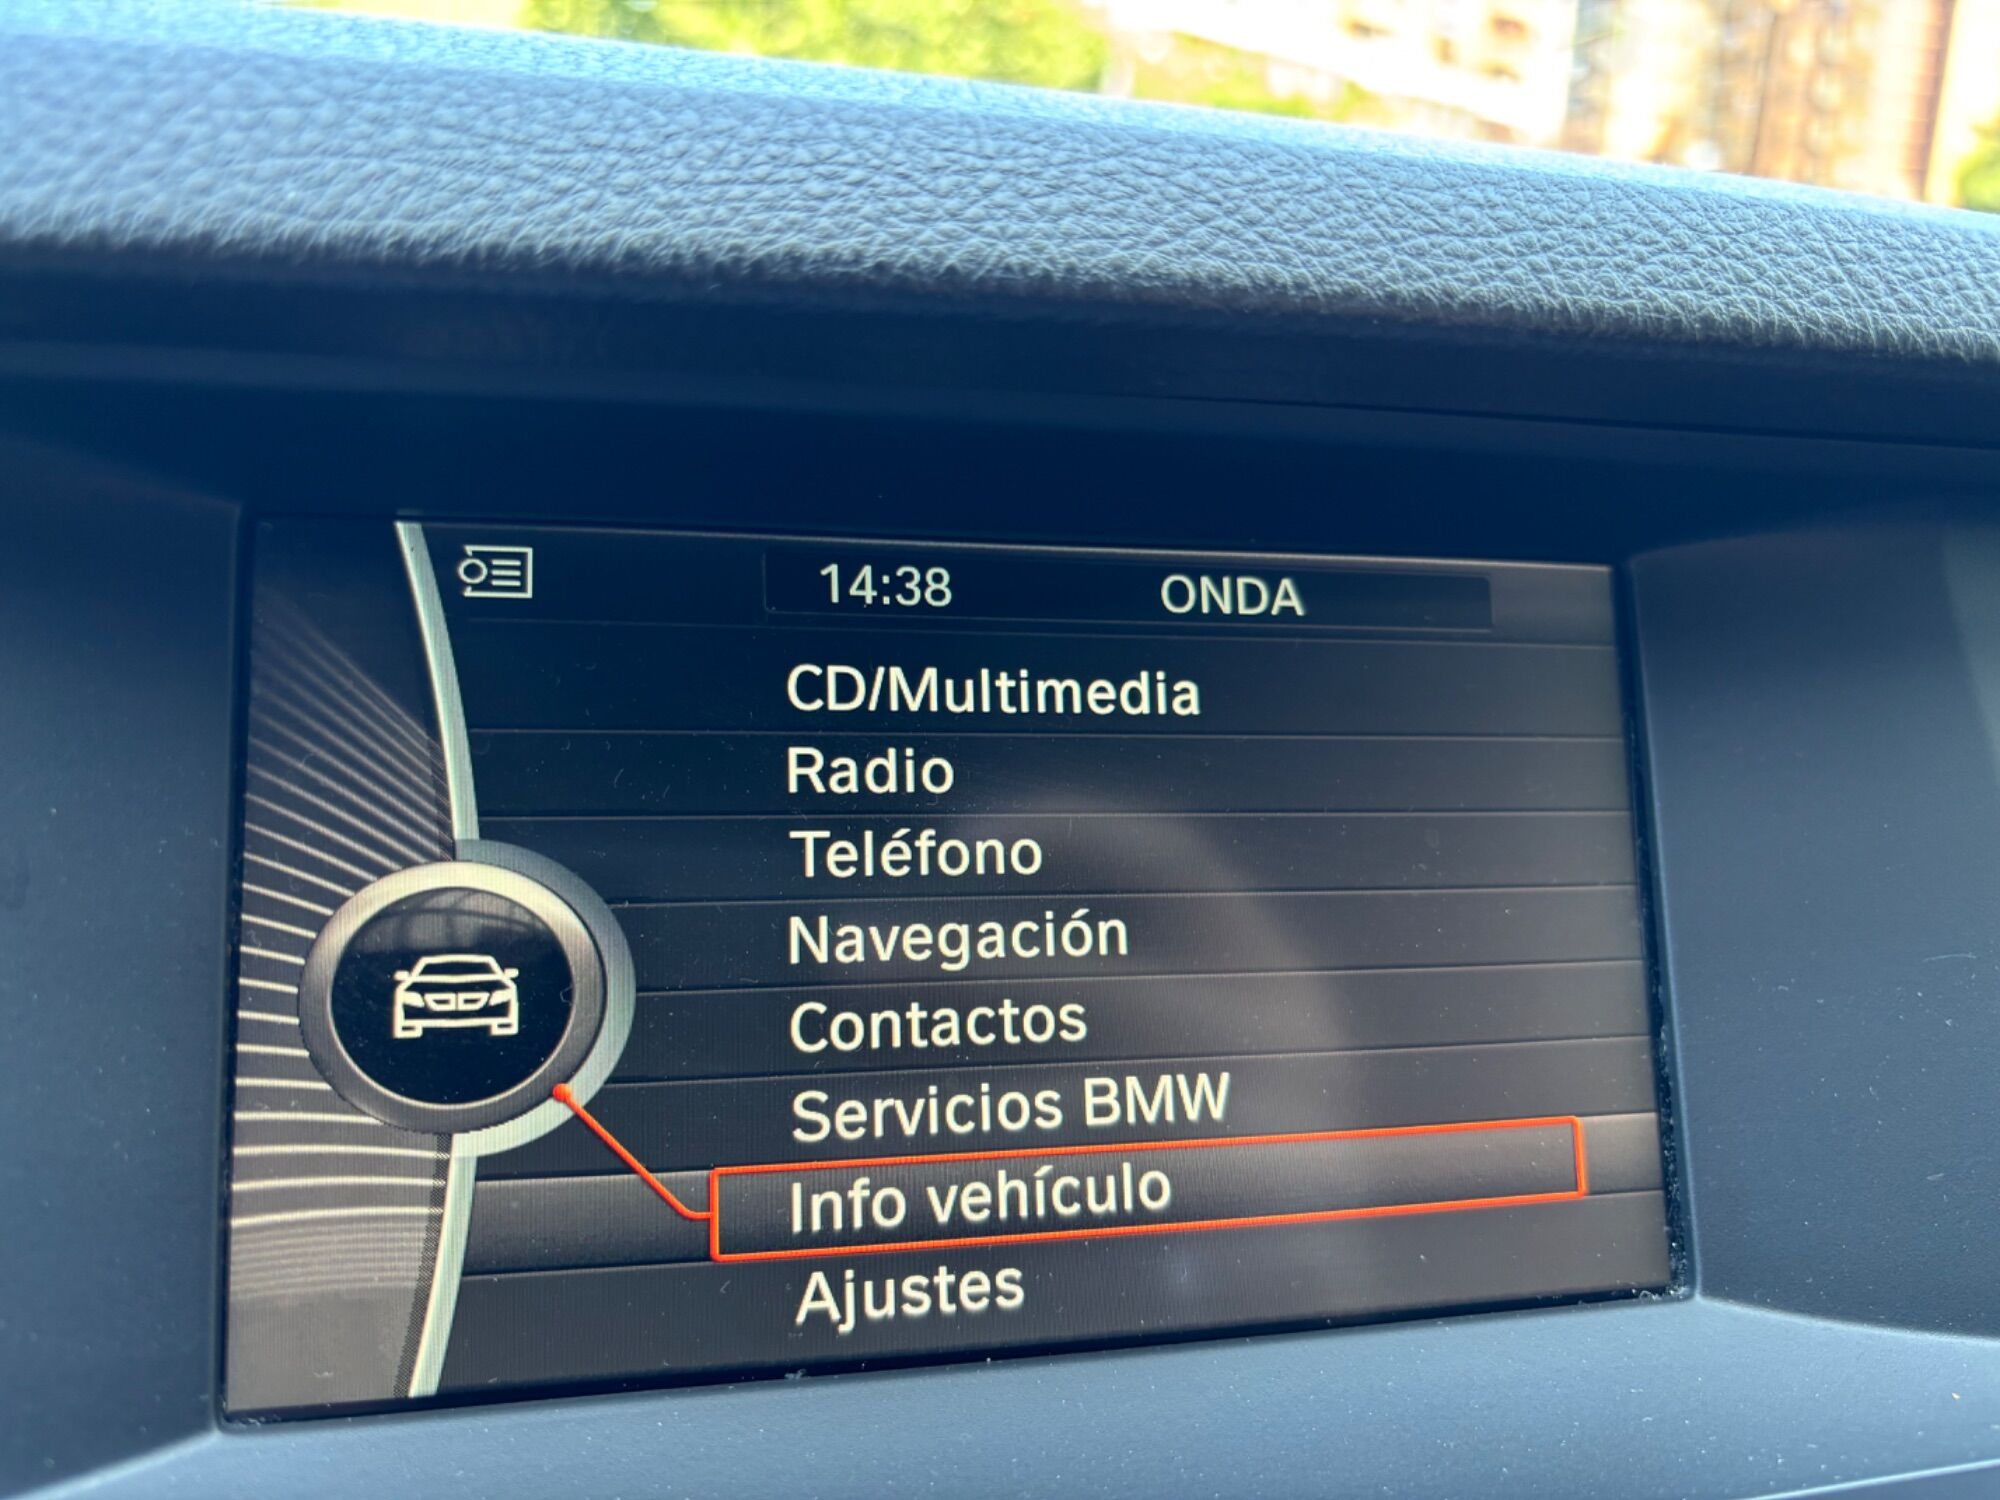 14:38 ONDA
CD/Multimedia
Radio
Teléfono
Navegación
Contactos
Servicios BMW
Info vehículo
Ajustes